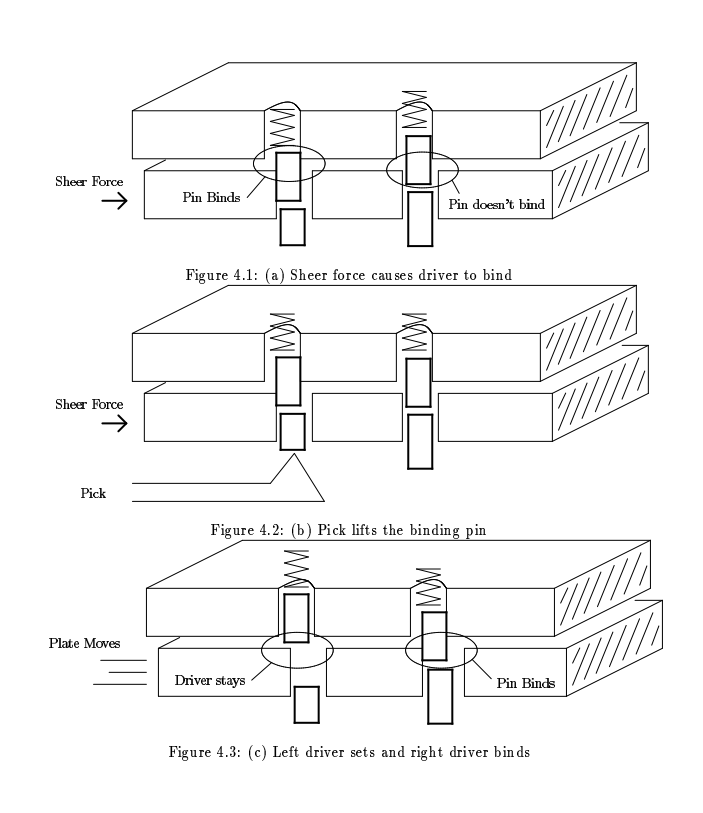 Sheer Force
Pin Binds
Pin doesn't bind
Figure 4.1: (a) Sheer force causes driver to bind
Sheer Force
Pick
Figure 4.2: (b) Pick lifts the binding pin
Plate Moves
Driver stays
Pin Binds
Figure 4.3: (c) Left driver sets and right driver binds